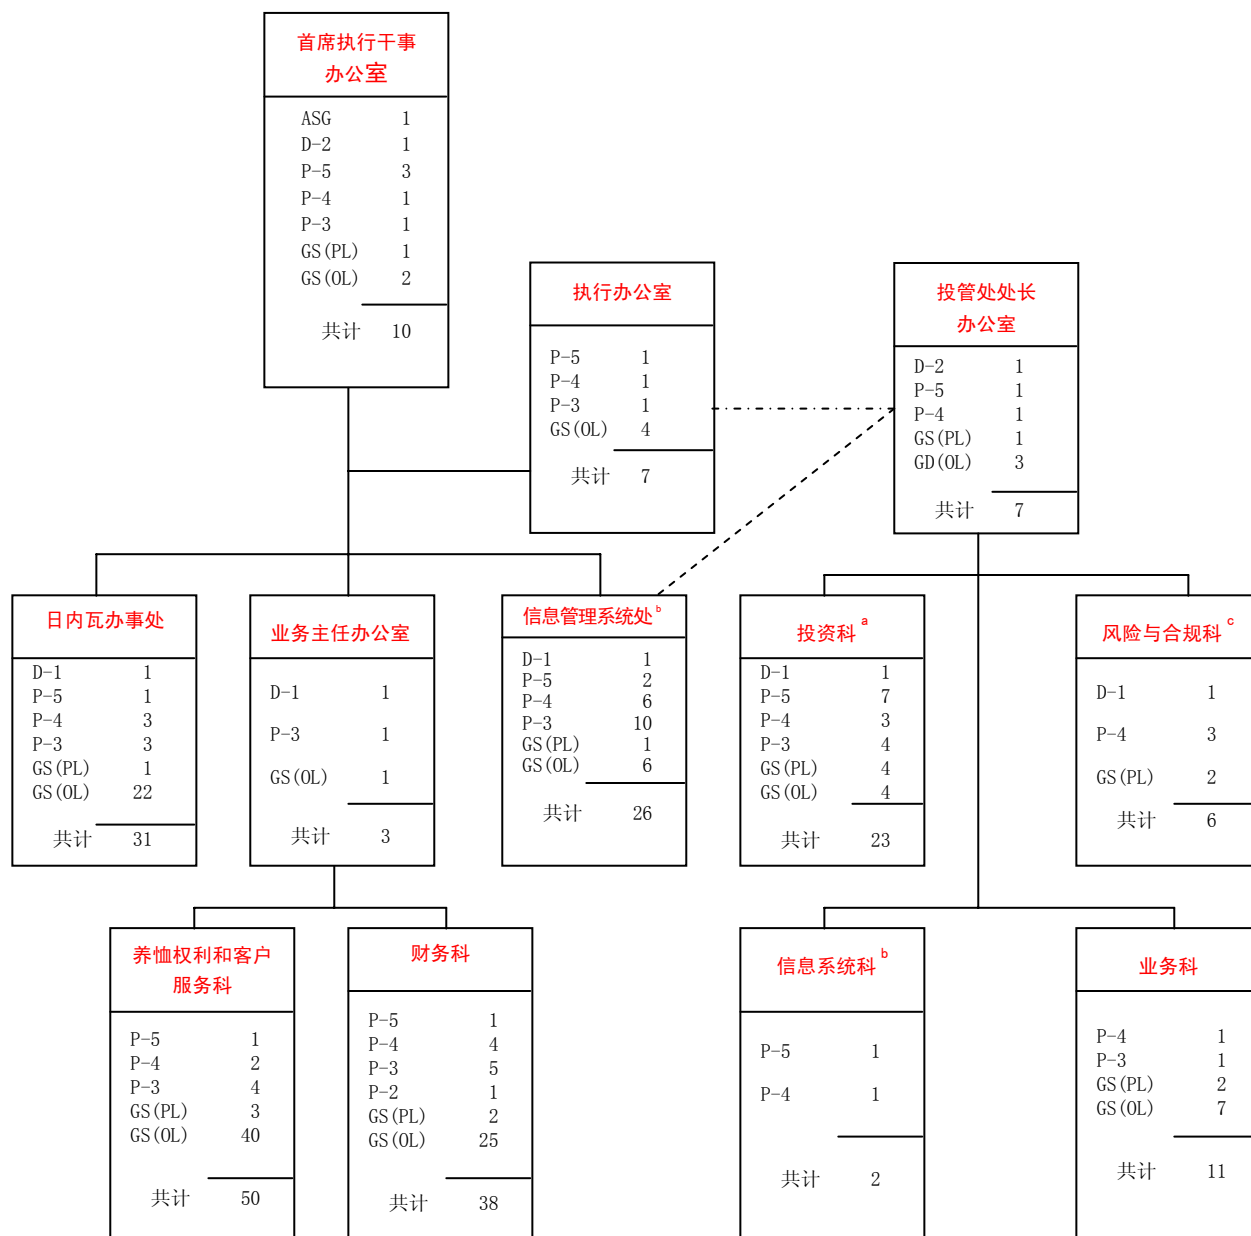 首席执行干事
办公室
ASG 1
D-2 1
P-5 3
P-4 1
P-3 1
GS(PL) 1
GS(OL) 2
共计 10
执行办公室
P-5 1
P-4 1
P-3 1
GS(OL) 4
共计 7
投管处处长
办公室
D-2 1
P-5 1
P-4 1
GS(PL) 1
GD(OL) 3
共计 7
日内瓦办事处
D-1 1
P-5 1
P-4 3
P-3 3
GS(PL) 1
GS(OL) 22
共计 31
业务主任办公室
D-1 1
P-3 1
GS(OL) 1
共计 3
信息管理系统处 b
D-1 1
P-5 2
P-4 6
P-3 10
GS(PL) 1
GS(OL) 6
共计 26
投资科 a
D-1 1
P-5 7
P-4 3
P-3 4
GS(PL) 4
GS(OL) 4
共计 23
风险与合规科 c
D-1 1
P-4 3
GS(PL) 2
共计 6
养恤权利和客户
服务科
P-5 1
P-4 2
P-3 4
GS(PL) 3
GS(OL) 40
共计 50
财务科
P-5 1
P-4 4
P-3 5
P-2 1
GS(PL) 2
GS(OL) 25
共计 38
信息系统科 b
P-5 1
P-4 1
共计 2
业务科
P-4 1
P-3 1
GS(PL) 2
GS(OL) 7
共计 11